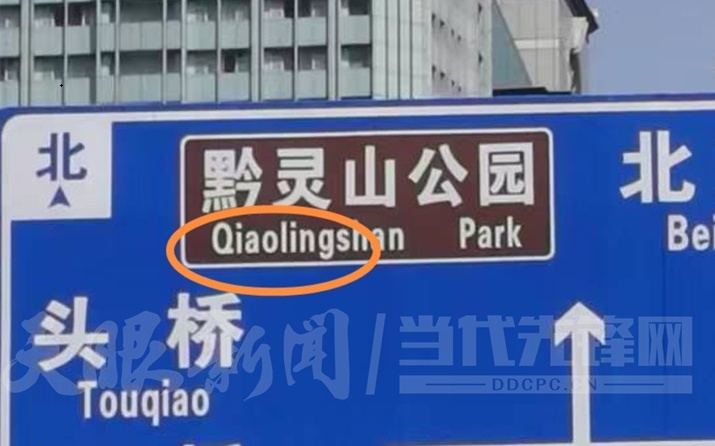 北
黔灵山公园
Qiaolingshan Park
头桥
Touqiao
北
Bei
天眼新闻/当代先锋网
DDCPC.CN